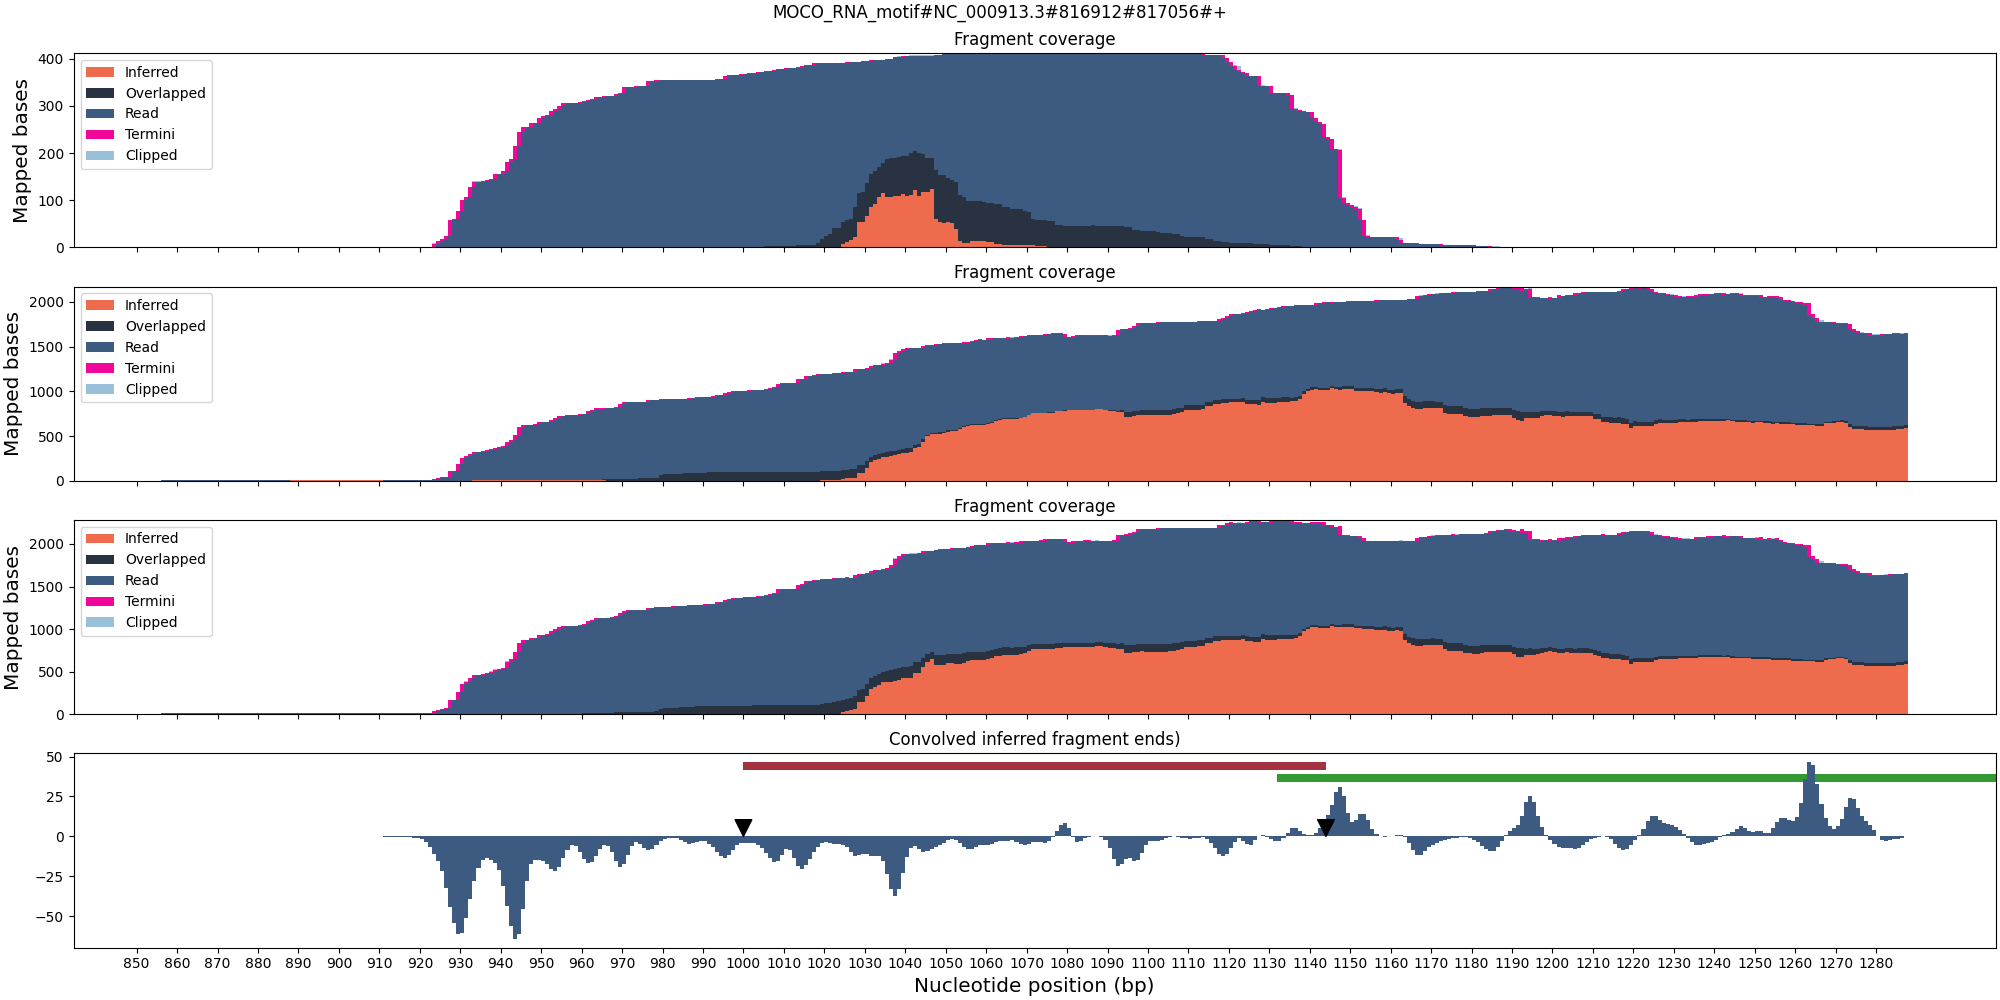 MOCO_RNA_motif#NC_000913.3#816912#817056#+
Fragment coverage
Mapped bases
400
300
200
100
0
Inferred
Overlapped
Read
Termini
Clipped
Fragment coverage
Mapped bases
2000
1500
1000
500
0
Inferred
Overlapped
Read
Termini
Clipped
Fragment coverage
Mapped bases
2000
1500
1000
500
0
Inferred
Overlapped
Read
Termini
Clipped
Convolved inferred fragment ends)
50
25
0
−25
−50
850 860 870 880 890 900 910 920 930 940 950 960 970 980 990 1000 1010 1020 1030 1040 1050 1060 1070 1080 1090 1100 1110 1120 1130 1140 1150 1160 1170 1180 1190 1200 1210 1220 1230 1240 1250 1260 1270 1280
Nucleotide position (bp)